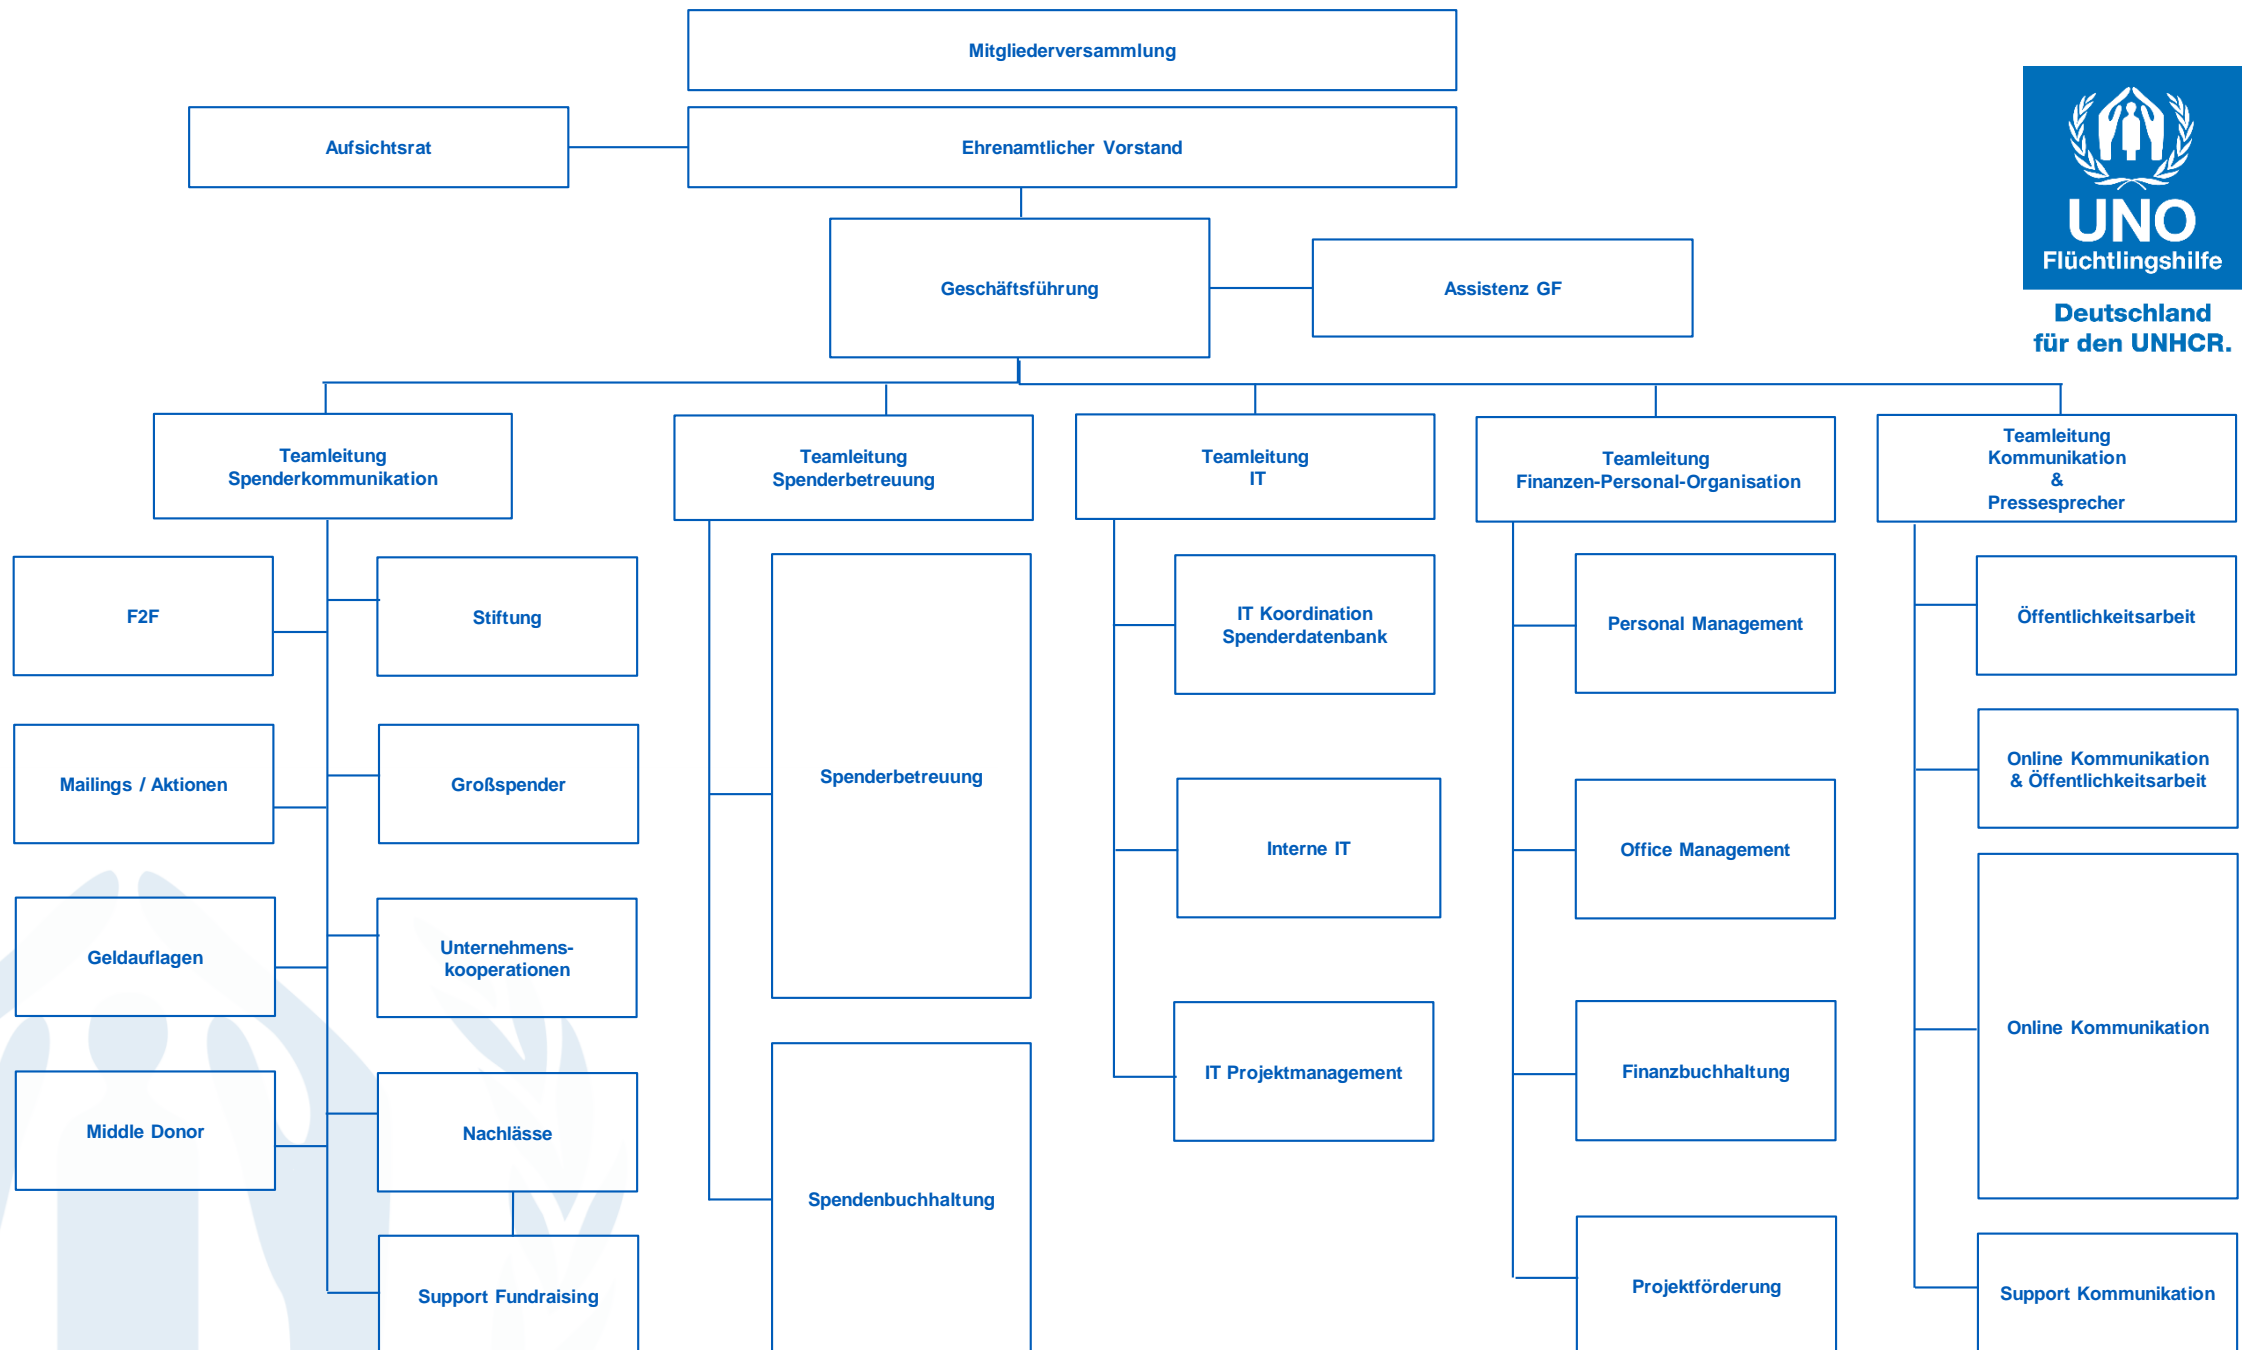 Mitgliederversammlung
Aufsichtsrat
Ehrenamtlicher Vorstand
UNO
Flüchtlingshilfe
Deutschland
für den UNHCR.
Geschäftsführung
Assistenz GF
Teamleitung
Spenderkommunikation
Teamleitung
Spenderbetreuung
Teamleitung
IT
Teamleitung
Finanzen-Personal-Organisation
Teamleitung
Kommunikation
&
Pressesprecher
F2F
Stiftung
Mailings / Aktionen
Großspender
Geldauflagen
Unternehmens-
kooperationen
Middle Donor
Nachlässe
Support Fundraising
Spenderbetreuung
Spendenbuchhaltung
IT Koordination
Spenderdatenbank
Interne IT
IT Projektmanagement
Personal Management
Office Management
Finanzbuchhaltung
Projektförderung
Öffentlichkeitsarbeit
Online Kommunikation
& Öffentlichkeitsarbeit
Online Kommunikation
Support Kommunikation